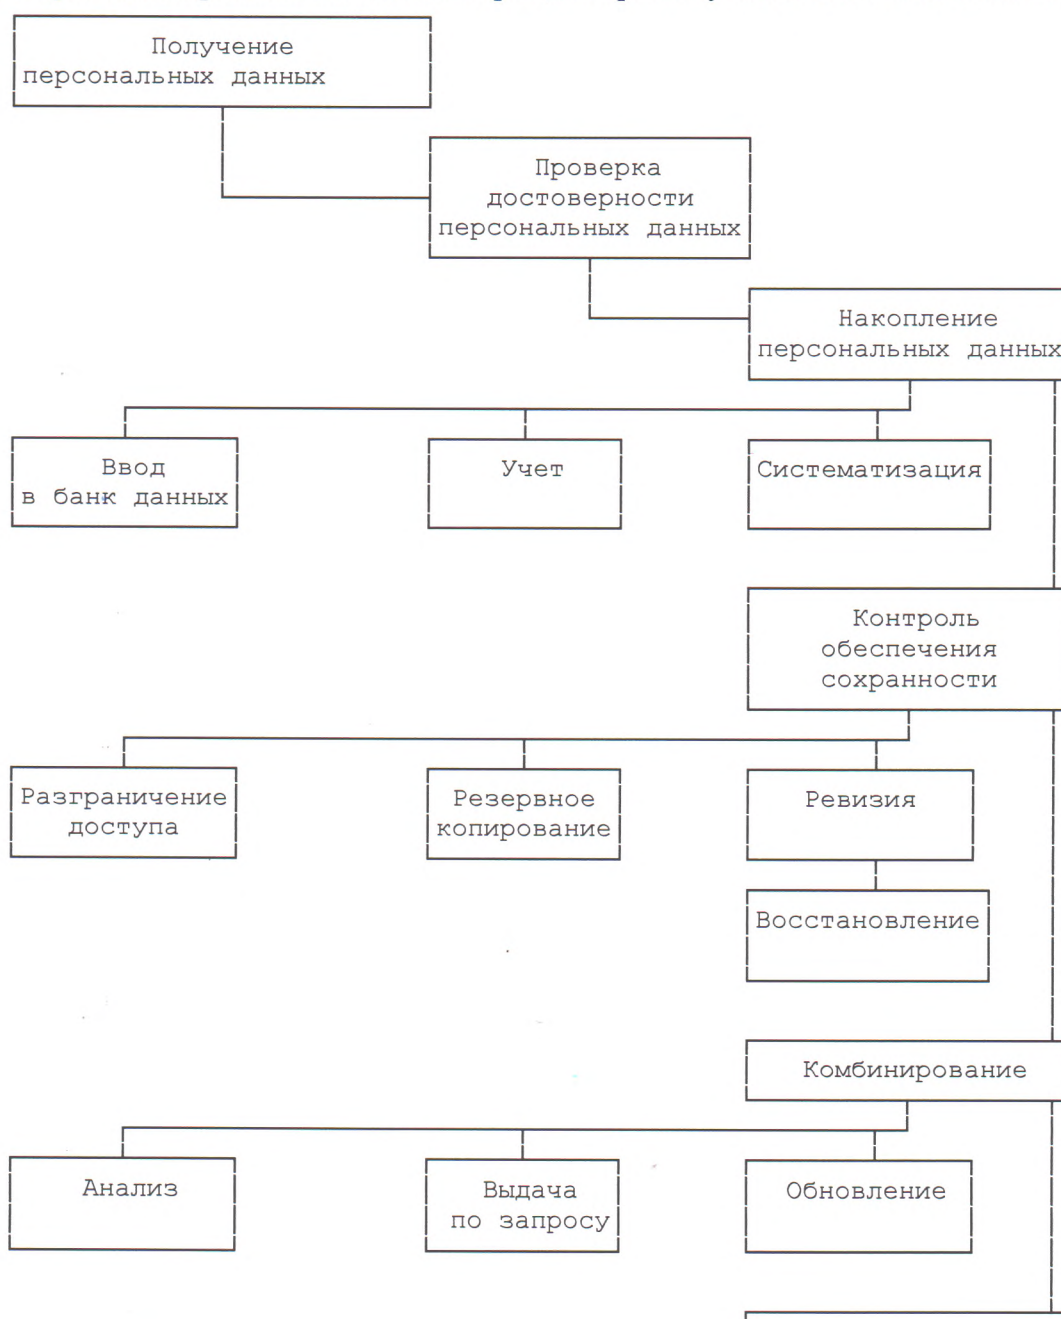 Получение
персональных данных
Проверка
достоверности
персональных данных
Накопление
персональных данных
Ввод
в банк данных
Учет
Систематизация
Контроль
обеспечения
сохранности
Разграничение
доступа
Резервное
копирование
Ревизия
Восстановление
Комбинирование
Анализ
Выдача
по запросу
Обновление